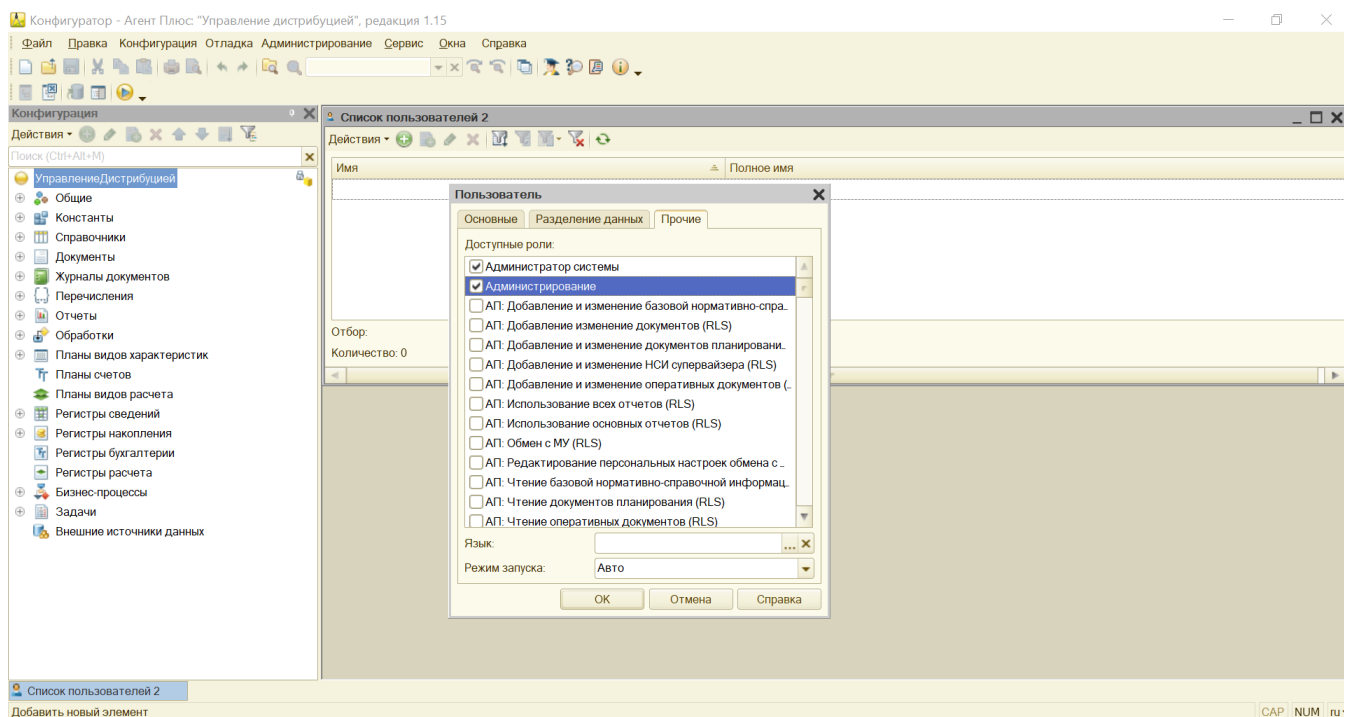 Конфигуратор - Агент Плюс: "Управление дистрибуцией", редакция 1.15
Файл Правка Конфигурация Отладка Администрирование Сервис Окна Справка
Конфигурация
Действия
Поиск (Ctrl+Alt+M)
УправлениеДистрибуцией
Общие
Константы
Справочники
Документы
Журналы документов
Перечисления
Отчеты
Обработки
Планы видов характеристик
Планы счетов
Планы видов расчета
Регистры сведений
Регистры накопления
Регистры бухгалтерии
Регистры расчета
Бизнес-процессы
Задачи
Внешние источники данных
Список пользователей 2
Действия
Имя Полное имя
Отбор:
Количество: 0
Пользователь
Основные Разделение данных Прочие
Доступные роли:
Администратор системы
Администрирование
АП: Добавление и изменение базовой нормативно-спра...
АП: Добавление изменение документов (RLS)
АП: Добавление и изменение документов планировани...
АП: Добавление и изменение НСИ супервайзера (RLS)
АП: Добавление и изменение оперативных документов (...
АП: Использование всех отчетов (RLS)
АП: Использование основных отчетов (RLS)
АП: Обмен с МУ (RLS)
АП: Редактирование персональных настроек обмена с ...
АП: Чтение базовой нормативно-справочной информац...
АП: Чтение документов планирования (RLS)
АП: Чтение оперативных документов (RLS)
Язык:
Режим запуска: Авто
OK Отмена Справка
Список пользователей 2
Добавить новый элемент
CAP NUM ru